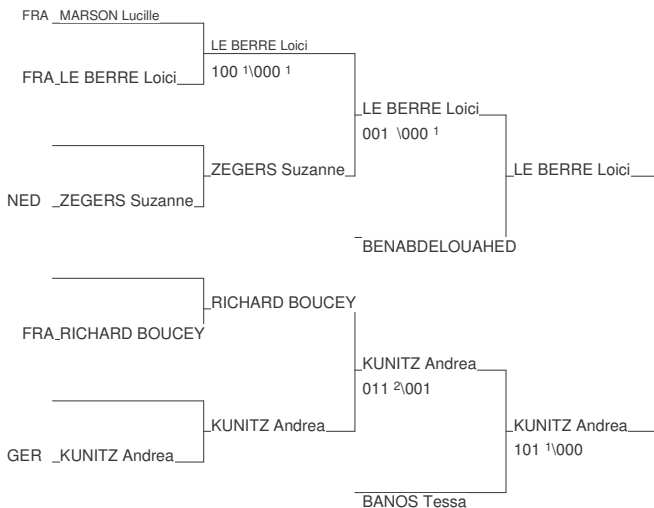 FRA MARSON Lucille
LE BERRE Loici
FRA LE BERRE Loici
100 1\000 1
LE BERRE Loici
001 \000 1
ZEGERS Suzanne
LE BERRE Loici
NED ZEGERS Suzanne
BENABDELOUAHED
RICHARD BOUCEY
FRA RICHARD BOUCEY
KUNITZ Andrea
011 2\001
KUNITZ Andrea
KUNITZ Andrea
101 1\000
GER KUNITZ Andrea
BANOS Tessa